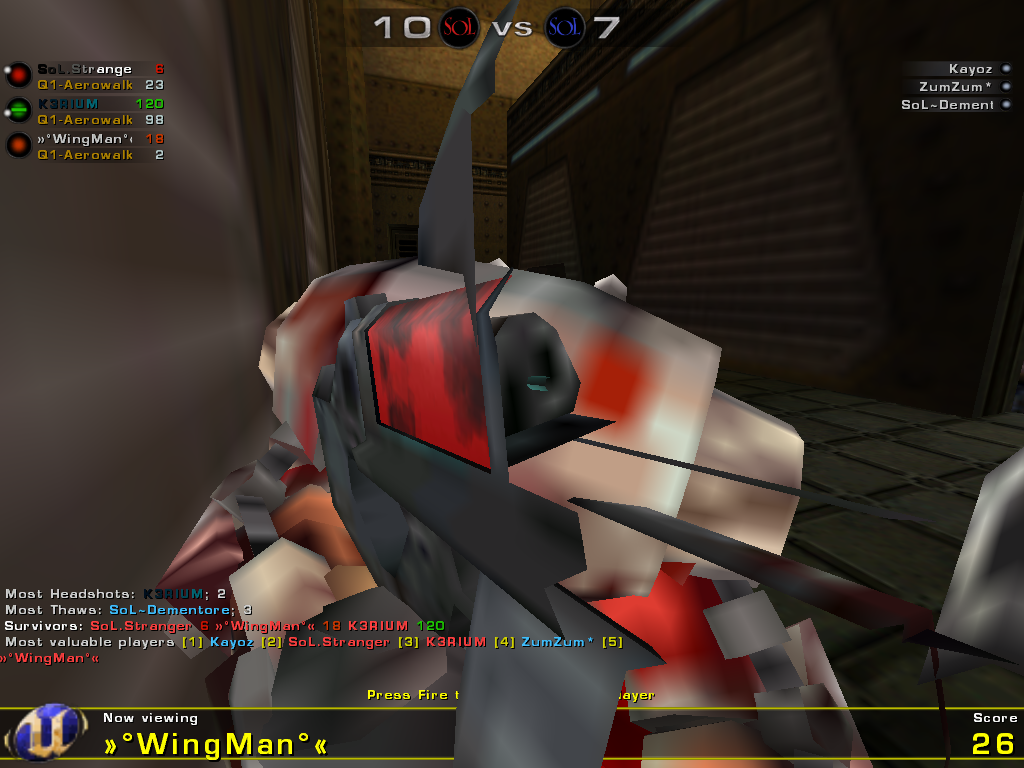 10 SOL vs SOL 7
SoL.Strange 6
Q1-Aerowalk 23
K3RIUM 120
Q1-Aerowalk 98
»°WingMan°‹ 18
Q1-Aerowalk 2
Kayoz
ZumZum*
SoL~Dement
Most Headshots: K3RIUM; 2
Most Thaws: SoL~Dementore; 3
Survivors: SoL.Stranger 6 »°WingMan°« 18 K3RIUM 120
Most valuable players [1] Kayoz [2] SoL.Stranger [3] K3RIUM [4] ZumZum* [5]
»°WingMan°«
Press Fire t ayer
Now viewing
»°WingMan°«
Score
26